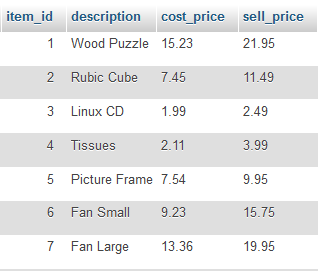 item_id description cost_price sell_price
1 Wood Puzzle 15.23 21.95
2 Rubic Cube 7.45 11.49
3 Linux CD 1.99 2.49
4 Tissues 2.11 3.99
5 Picture Frame 7.54 9.95
6 Fan Small 9.23 15.75
7 Fan Large 13.36 19.95